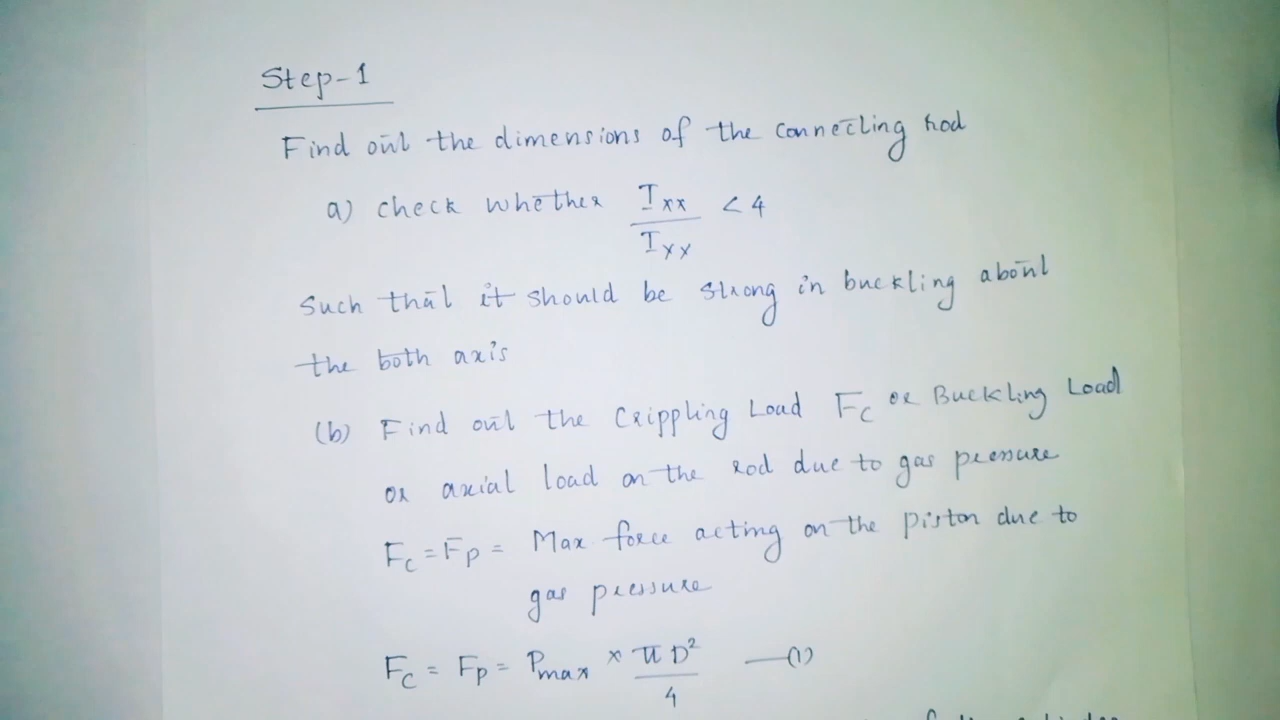 Step-1
Find out the dimensions of the connecting rod
a) check whether Ixx / Iyy < 4
Such that it should be strong in buckling about
the both axis
(b) Find out the Crippling Load Fc or Buckling Load
or axial load on the rod due to gas pressure
Fc = Fp = Max force acting on the piston due to
gas pressure
Fc = Fp = Pmax × πD² / 4 —(1)